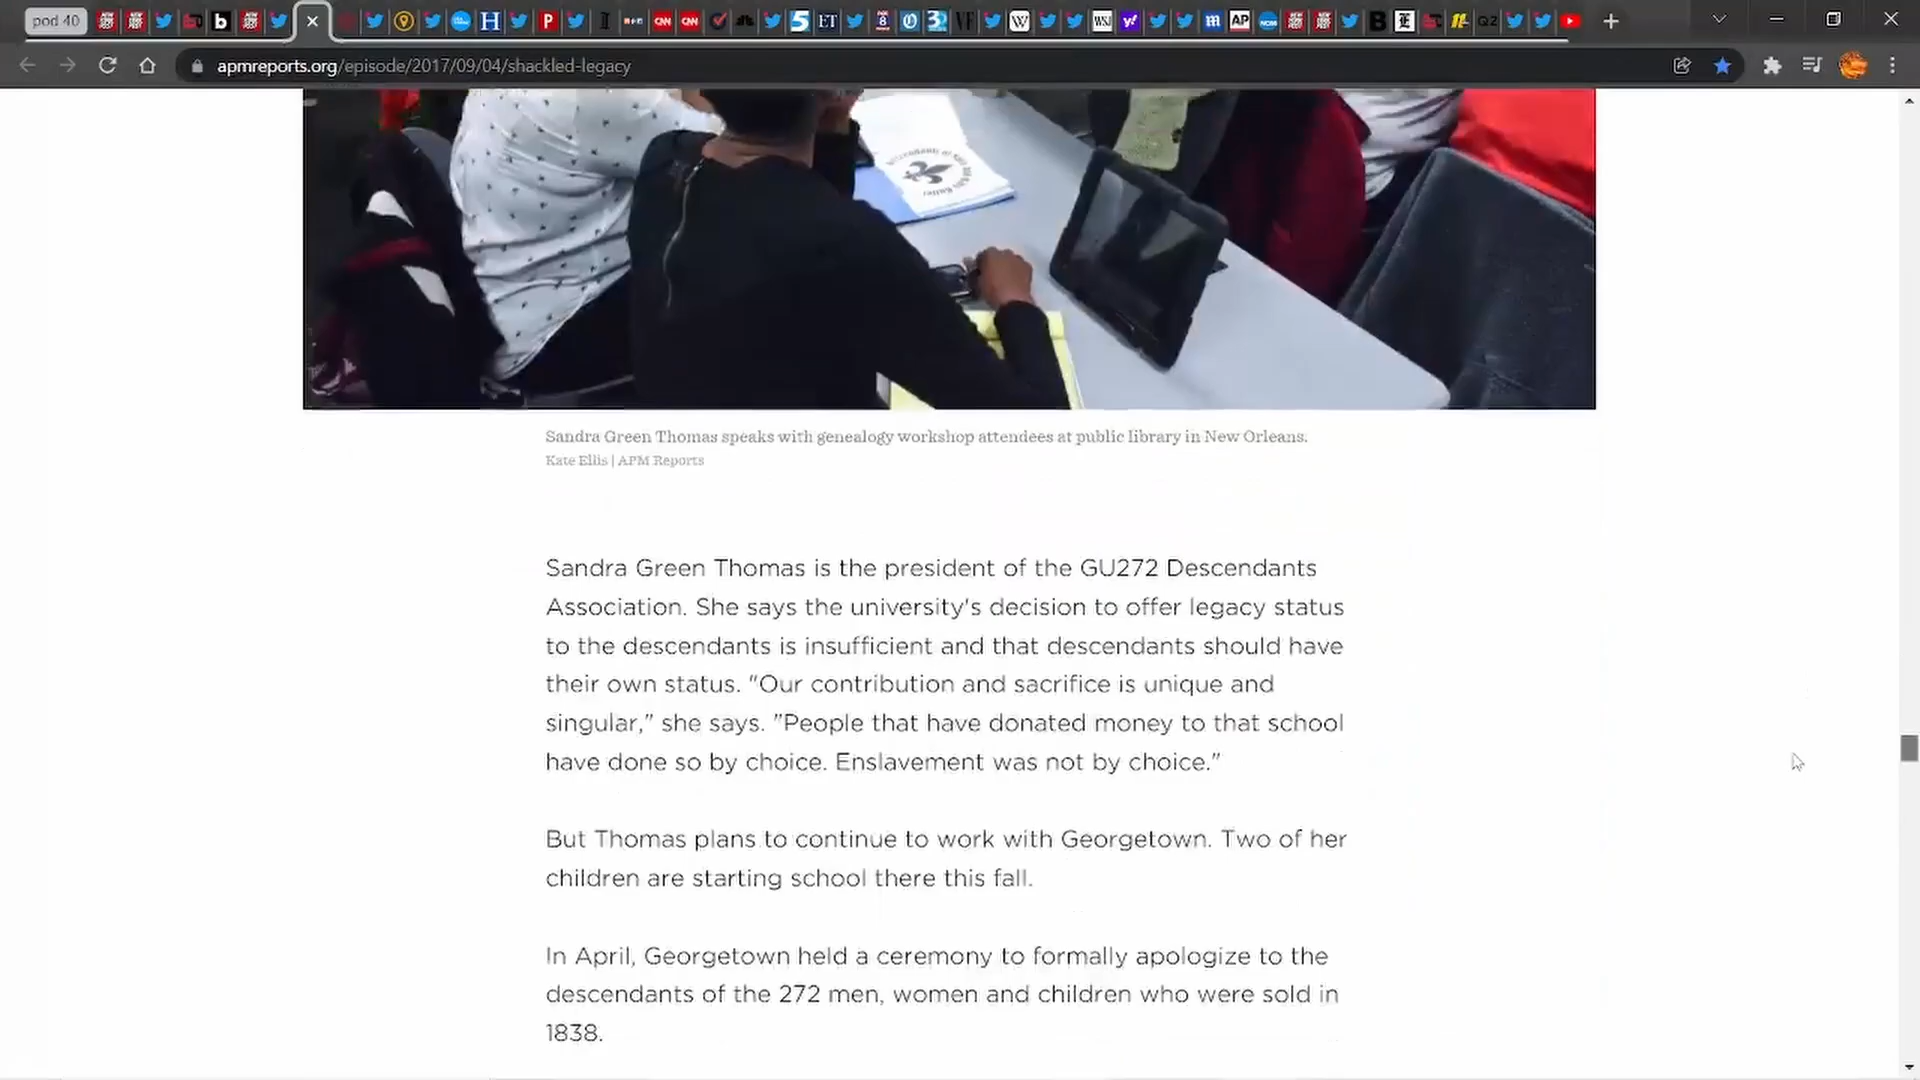 pod 40
apmreports.org/episode/2017/09/04/shackled-legacy
Sandra Green Thomas speaks with genealogy workshop attendees at public library in New Orleans.
Kate Ellis | APM Reports
Sandra Green Thomas is the president of the GU272 Descendants
Association. She says the university's decision to offer legacy status
to the descendants is insufficient and that descendants should have
their own status. "Our contribution and sacrifice is unique and
singular," she says. "People that have donated money to that school
have done so by choice. Enslavement was not by choice."
But Thomas plans to continue to work with Georgetown. Two of her
children are starting school there this fall.
In April, Georgetown held a ceremony to formally apologize to the
descendants of the 272 men, women and children who were sold in
1838.